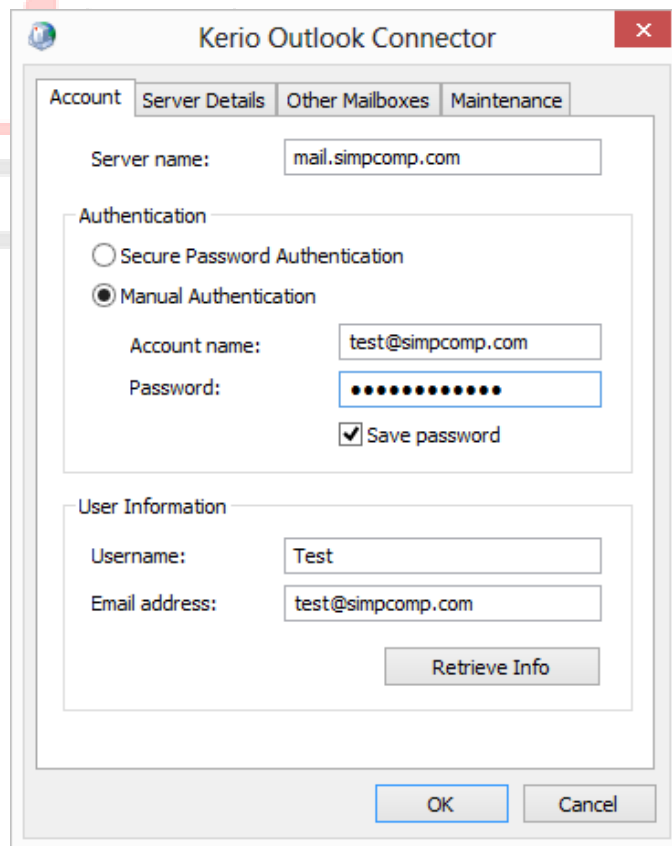 Kerio Outlook Connector
Account Server Details Other Mailboxes Maintenance
Server name: mail.simpcomp.com
Authentication
Secure Password Authentication
Manual Authentication
Account name: test@simpcomp.com
Password: ●●●●●●●●●●●●
Save password
User Information
Username: Test
Email address: test@simpcomp.com
Retrieve Info
OK Cancel